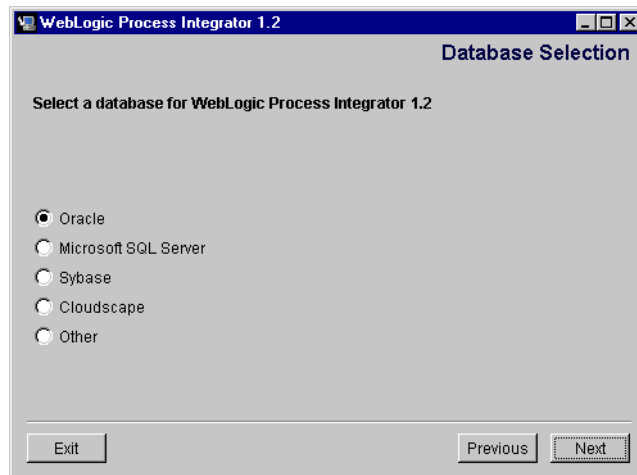 WebLogic Process Integrator 1.2
Database Selection
Select a database for WebLogic Process Integrator 1.2
Oracle
Microsoft SQL Server
Sybase
Cloudscape
Other
Exit
Previous
Next